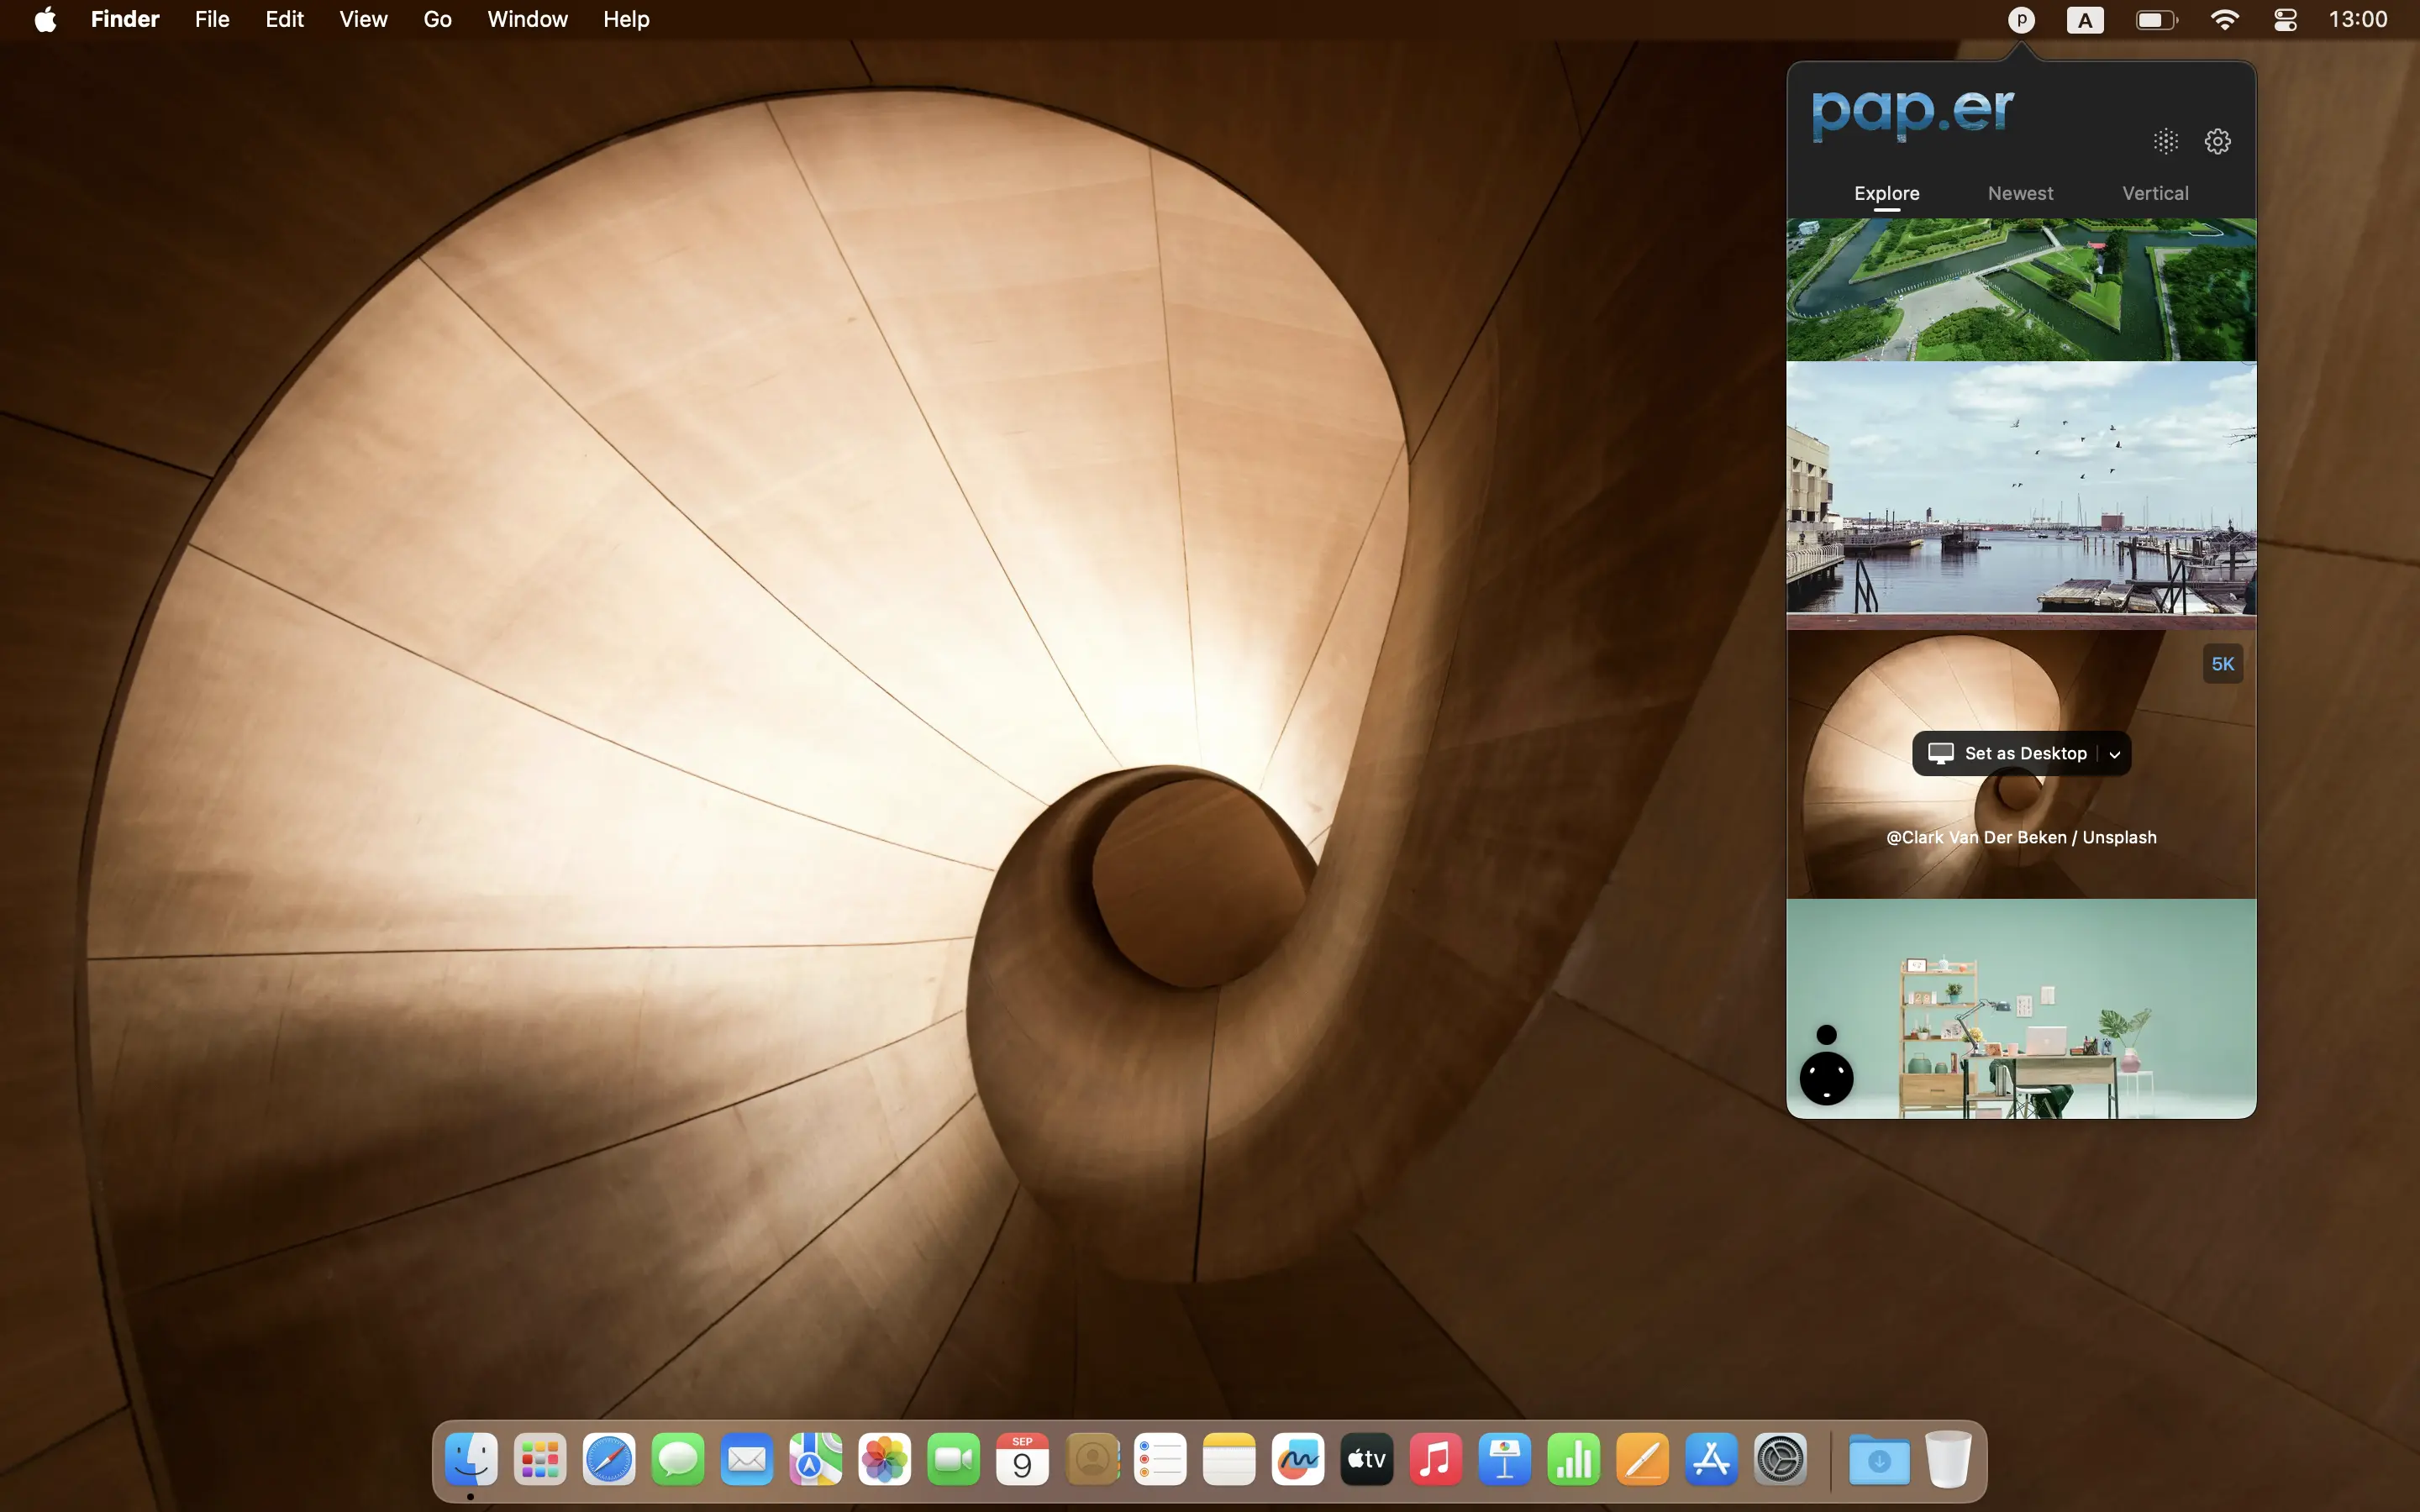 Finder File Edit View Go Window Help p A 13:00
pap.er
Explore Newest Vertical
5K
Set as Desktop
@Clark Van Der Beken / Unsplash
SEP
9
tv